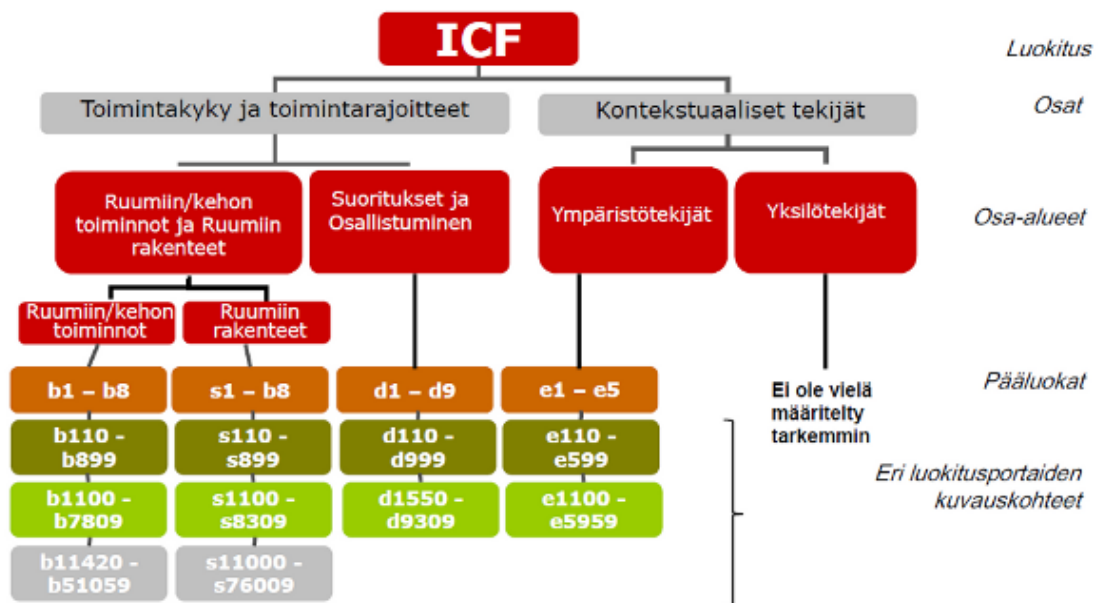 ICF
Luokitus
Toimintakyky ja toimintarajoitteet
Kontekstuaaliset tekijät
Osat
Ruumiin/kehon
toiminnot ja Ruumiin
rakenteet
Suoritukset ja
Osallistuminen
Ympäristötekijät
Yksilötekijät
Osa-alueet
Ruumiin/kehon
toiminnot
Ruumiin
rakenteet
b1 – b8
s1 – b8
d1 – d9
e1 – e5
Ei ole vielä
määritelty
tarkemmin
Pääluokat
b110 -
b899
s110 -
s899
d110 -
d999
e110 -
e599
Eri luokitusportaiden
kuvauskohteet
b1100 -
b7809
s1100 -
s8309
d1550 -
d9309
e1100 -
e5959
b11420 -
b51059
s11000 -
s76009